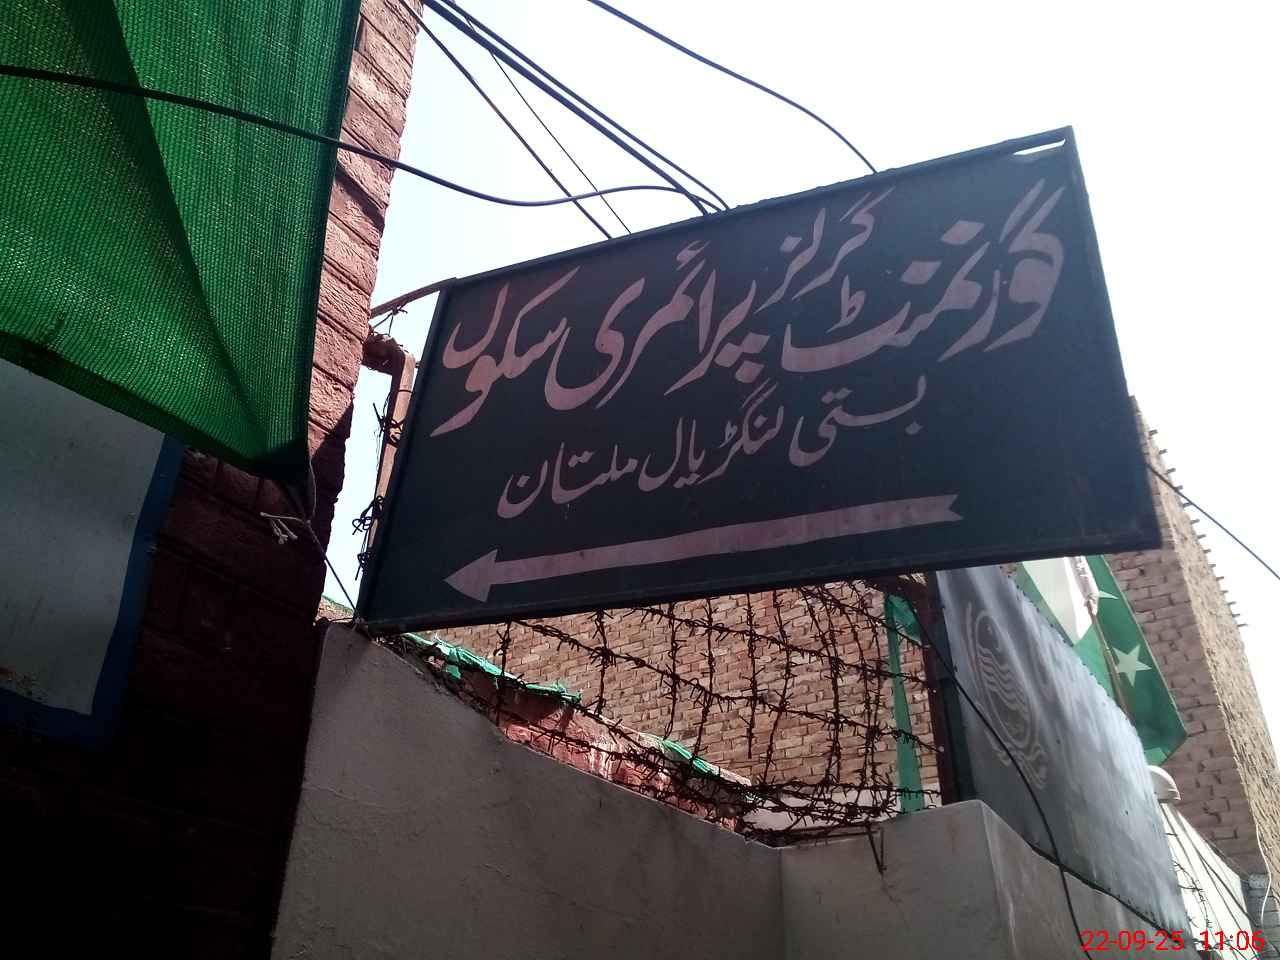 گورنمنٹ گرلز پرائمری سکول
بستی لنگڑیال ملتان
22-09-25 11:06